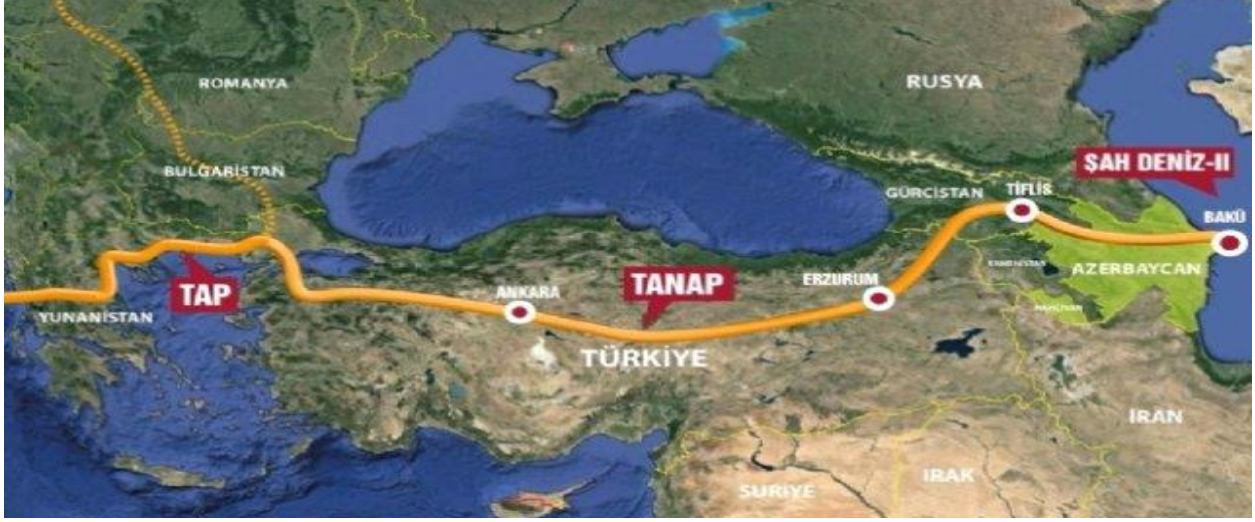 ROMANYA
RUSYA
BULGARİSTAN
ŞAH DENİZ-II
GÜRCİSTAN
TİFLİS
BAKÜ
AZERBAYCAN
ERZURUM
TANAP
ANKARA
TAP
YUNANİSTAN
TÜRKİYE
İRAN
SURİYE
IRAK